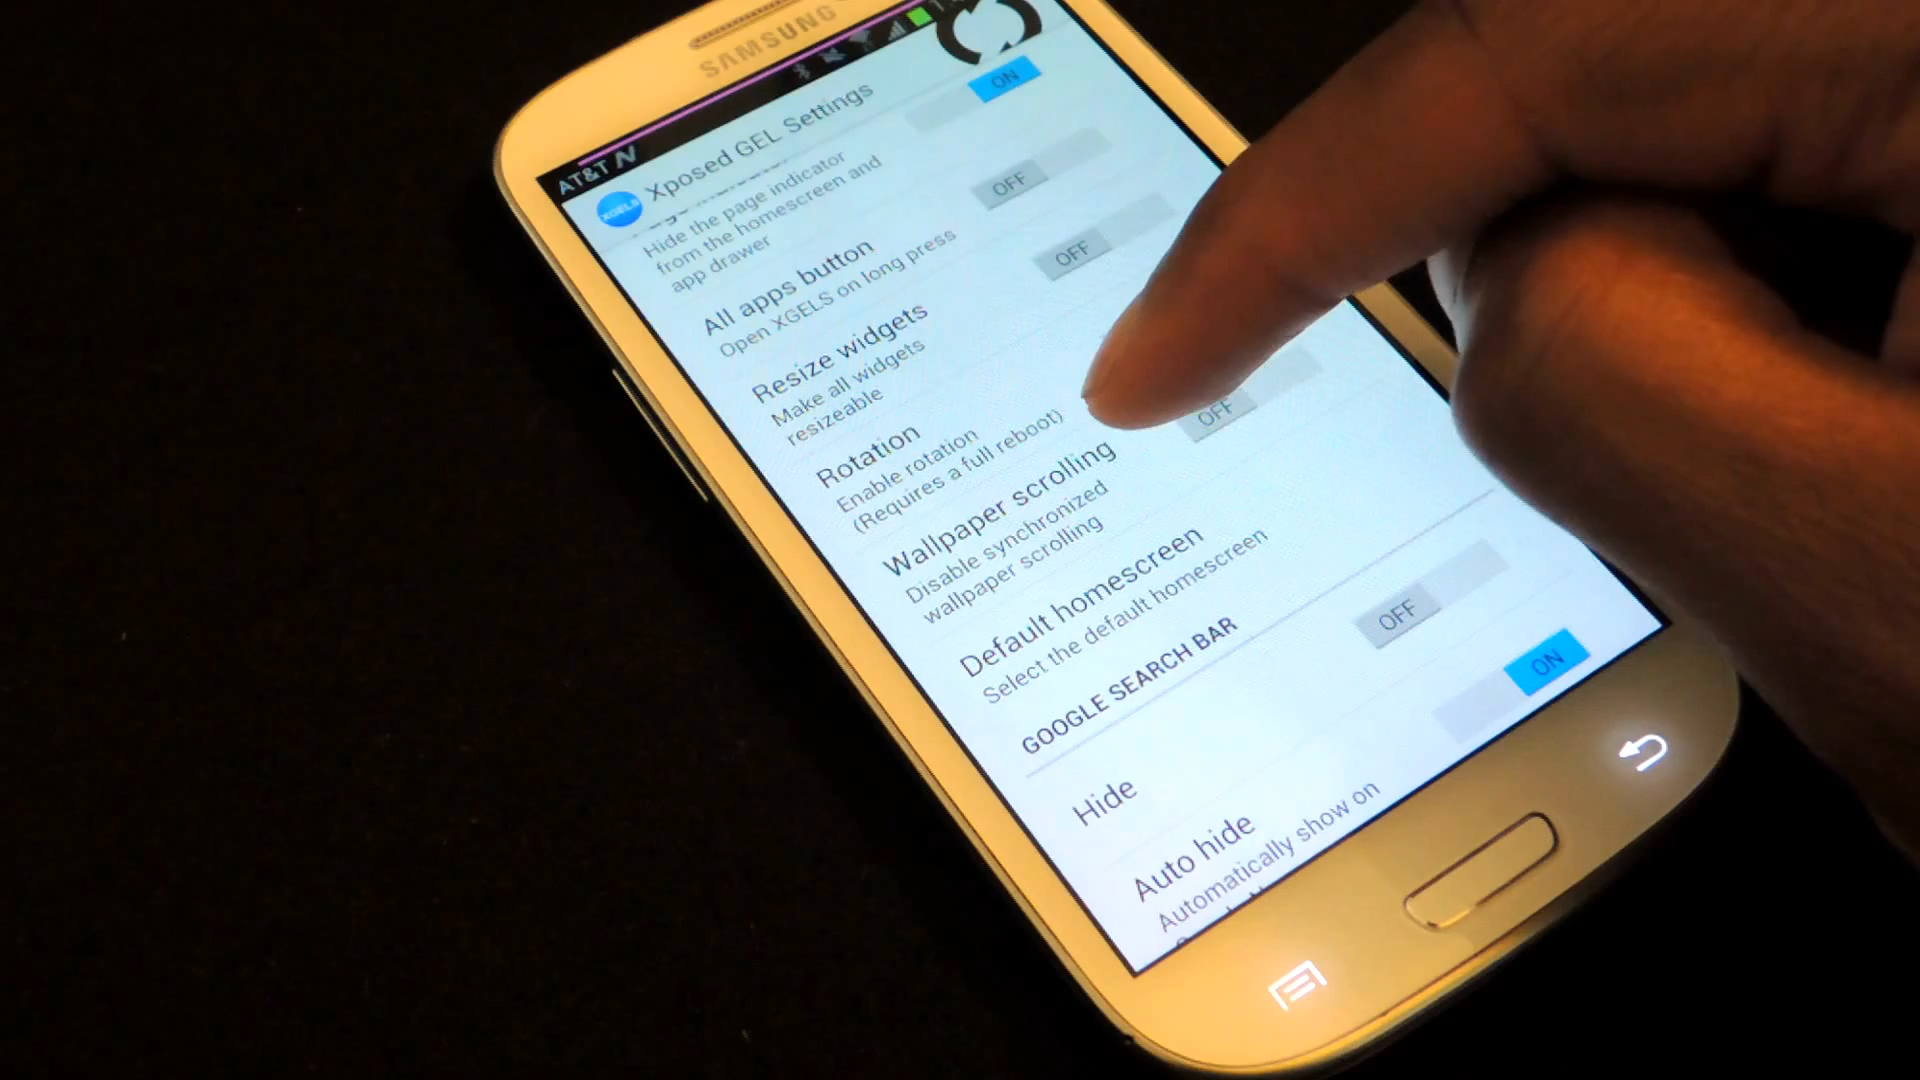 SAMSUNG
AT&T
XGELS
Xposed GEL Settings
ON
Hide the page indicator
from the homescreen and
app drawer
OFF
All apps button
Open XGELS on long press
OFF
Resize widgets
Make all widgets
resizeable
Rotation
Enable rotation
(Requires a full reboot)
OFF
Wallpaper scrolling
Disable synchronized
wallpaper scrolling
Default homescreen
Select the default homescreen
GOOGLE SEARCH BAR
Hide
OFF
Auto hide
Automatically show on
ON